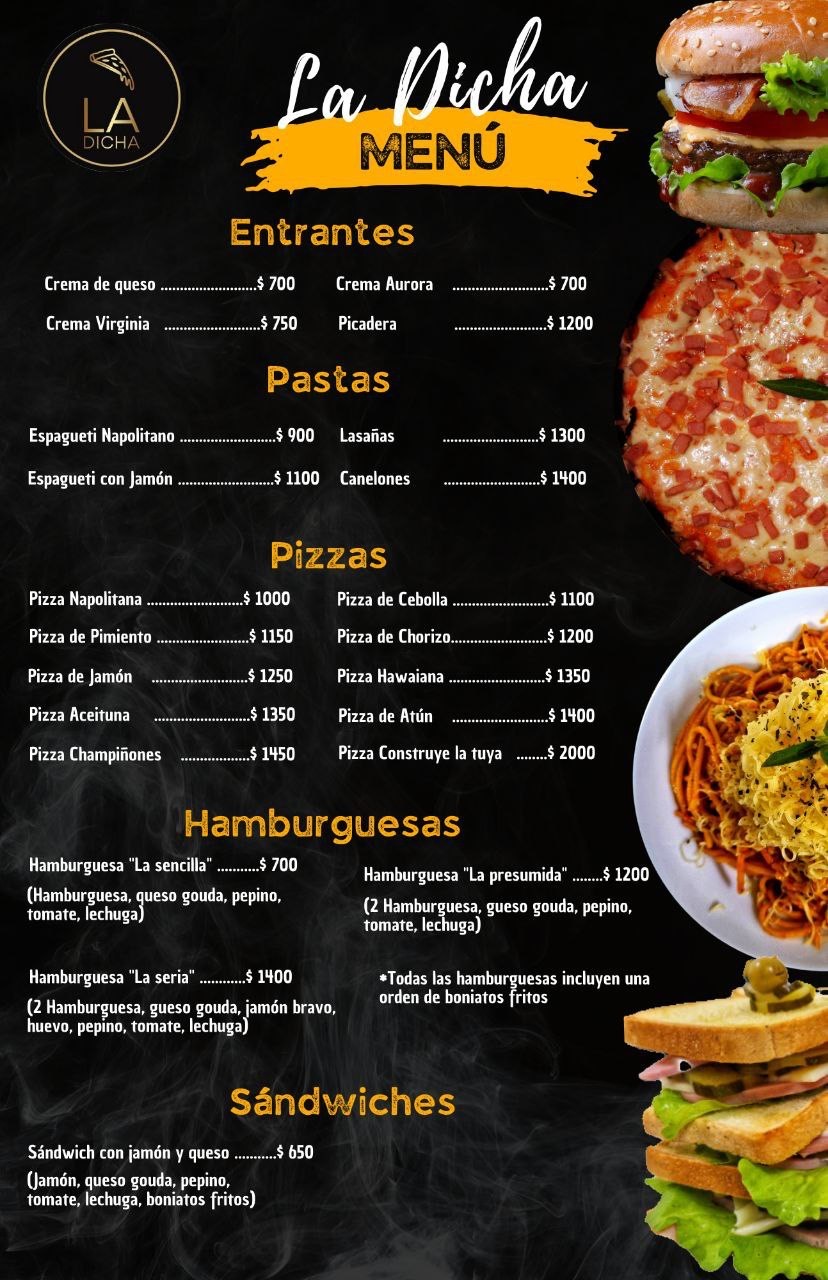 LA
DICHA
La Dicha
MENÚ
Entrantes
Crema de queso ........................$ 700
Crema Aurora ........................$ 700
Crema Virginia ........................$ 750
Picadera ........................$ 1200
Pastas
Espagueti Napolitano ........................$ 900
Lasañas ........................$ 1300
Espagueti con Jamón ........................$ 1100
Canelones ........................$ 1400
Pizzas
Pizza Napolitana ........................$ 1000
Pizza de Cebolla ........................$ 1100
Pizza de Pimiento .......................$ 1150
Pizza de Chorizo........................$ 1200
Pizza de Jamón ........................$ 1250
Pizza Hawaiana ........................$ 1350
Pizza Aceituna ........................$ 1350
Pizza de Atún ........................$ 1400
Pizza Champiñones .................$ 1450
Pizza Construye la tuya ........$ 2000
Hamburguesas
Hamburguesa "La sencilla" ...........$ 700
(Hamburguesa, queso gouda, pepino,
tomate, lechuga)
Hamburguesa "La presumida" ........$ 1200
(2 Hamburguesa, gueso gouda, pepino,
tomate, lechuga)
Hamburguesa "La seria" ............$ 1400
(2 Hamburguesa, gueso gouda, jamón bravo,
huevo, pepino, tomate, lechuga)
*Todas las hamburguesas incluyen una
orden de boniatos fritos
Sándwiches
Sándwich con jamón y queso ...........$ 650
(Jamón, queso gouda, pepino,
tomate, lechuga, boniatos fritos)